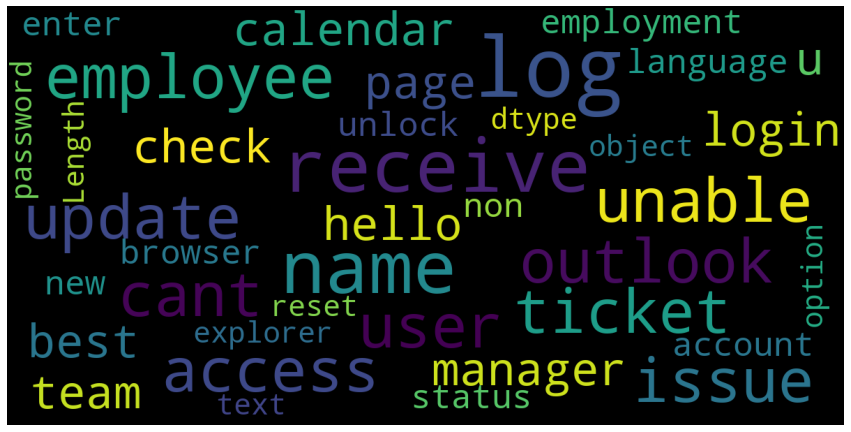 enter
calendar
employment
employee
log
page
language
u
password
Length
unlock
dtype
check
object
login
receive
unable
update
hello
non
browser
name
outlook
option
new
cant
reset
user
ticket
best
explorer
account
access
manager
issue
team
text
status